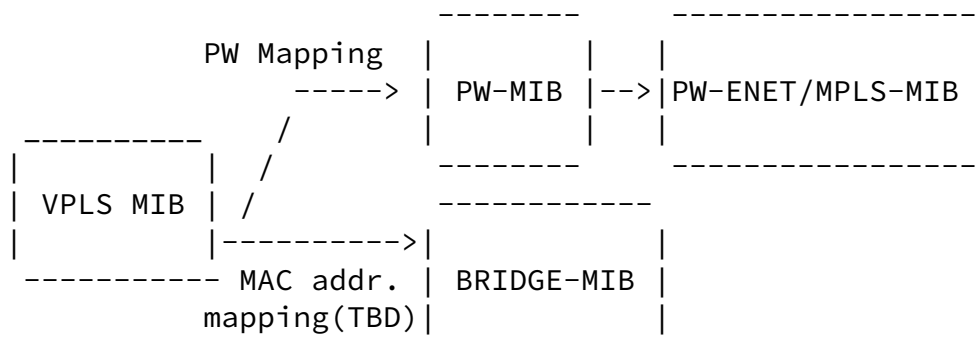 PW Mapping
-----> | PW-MIB |-->|PW-ENET/MPLS-MIB
VPLS MIB
|---------->|
MAC addr. | BRIDGE-MIB |
mapping(TBD)|